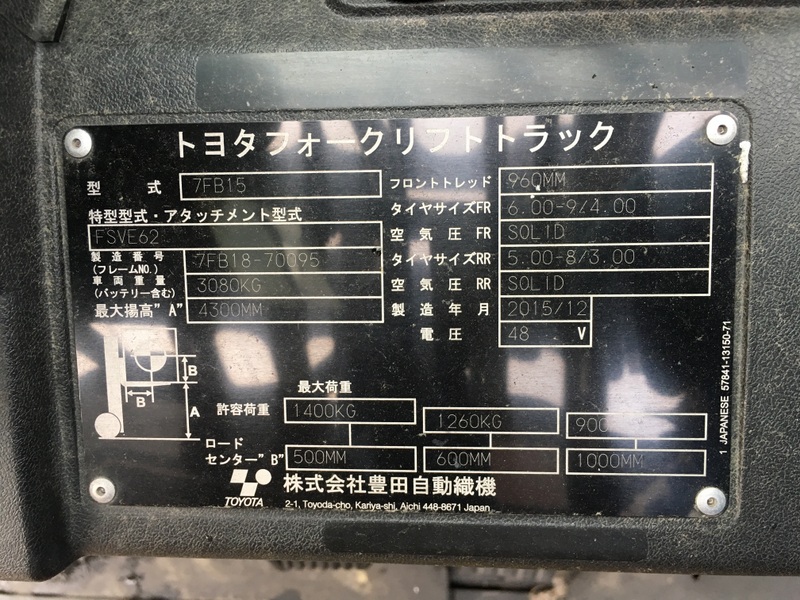 トヨタフォークリフトトラック
型式 7FB15
特型型式・アタッチメント型式
FSVE62
製造番号
(フレームNO.) 7FB18-70095
車両重量
(バッテリー含む) 3080KG
最大揚高"A" 4300MM
フロントトレッド 960MM
タイヤサイズFR 6.00-9/4.00
空気圧 FR SOLID
タイヤサイズRR 5.00-8/3.00
空気圧 RR SOLID
製造年月 2015/12
電圧 48 V
B
B
A
最大荷重
許容荷重 1400KG 1260KG 900
ロード
センター"B" 500MM 600MM 1000MM
TOYOTA
株式会社豊田自動織機
2-1, Toyoda-cho, Kariya-shi, Aichi 448-8671 Japan
1 JAPANESE 57841-13150-71